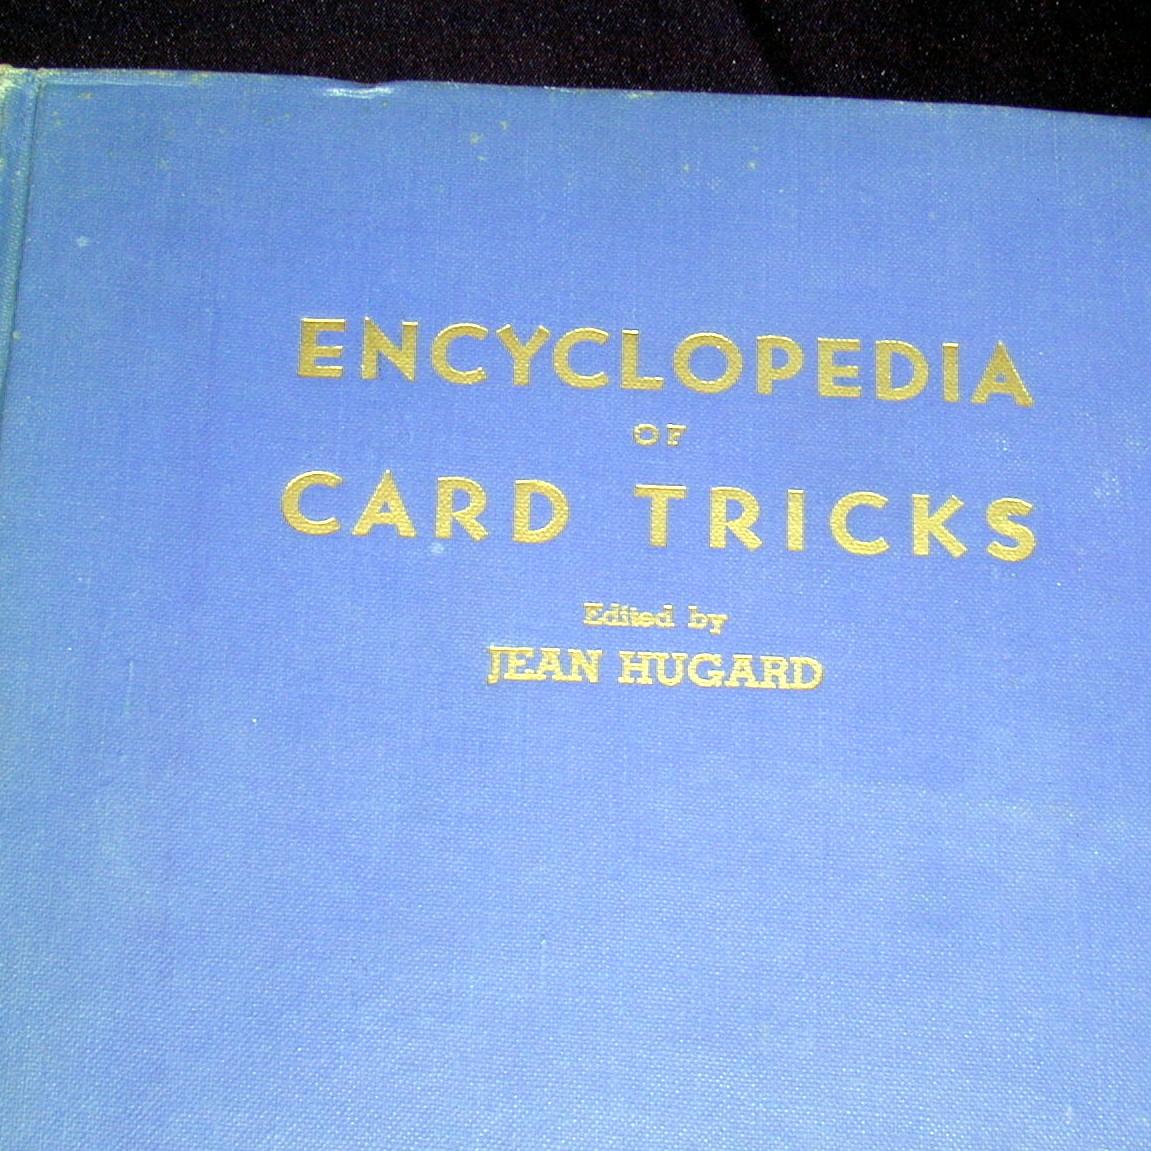 ENCYCLOPEDIA
OF
CARD TRICKS
Edited by
JEAN HUGARD